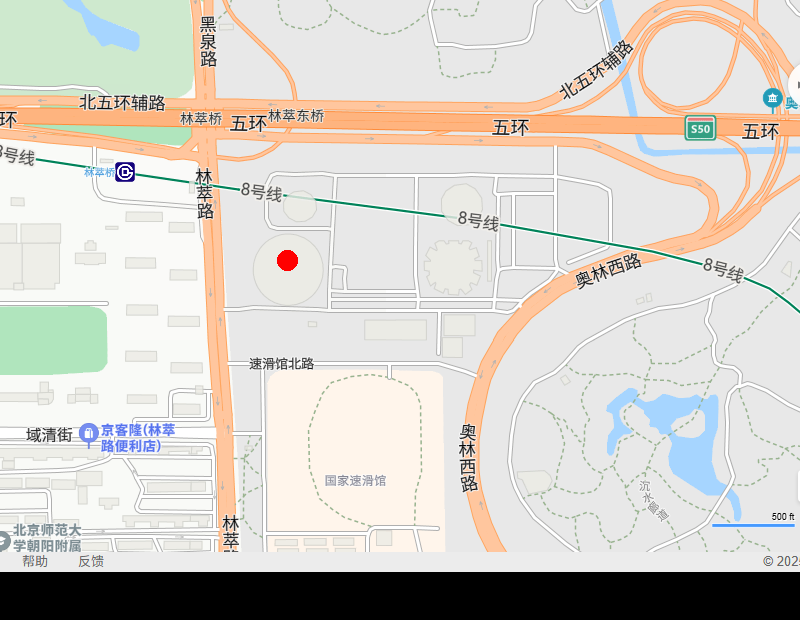 黑泉路
北五环辅路
北五环辅路
奥
林萃桥
林萃东桥
环
五环
五环
S50
五环
8号线
林萃桥
林萃路
8号线
8号线
8号线
奥林西路
速滑馆北路
京客隆(林萃
路便利店)
域清街
奥林西路
国家速滑馆
沉水廊道
500 ft
林萃
北京师范大
学朝阳附属
帮助
反馈
© 202